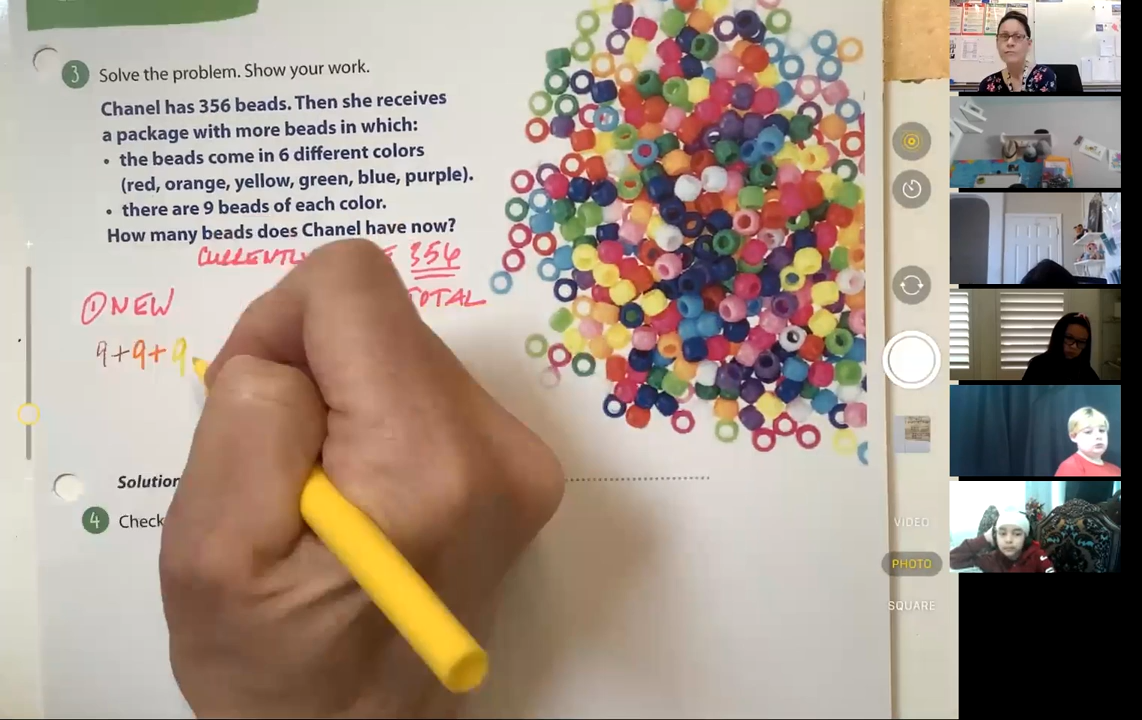 3 Solve the problem. Show your work.
Chanel has 356 beads. Then she receives
a package with more beads in which:
• the beads come in 6 different colors
(red, orange, yellow, green, blue, purple).
• there are 9 beads of each color.
How many beads does Chanel have now?
356
① NEW TOTAL
9+9+9
Solution
4 Check
VIDEO
PHOTO
SQUARE